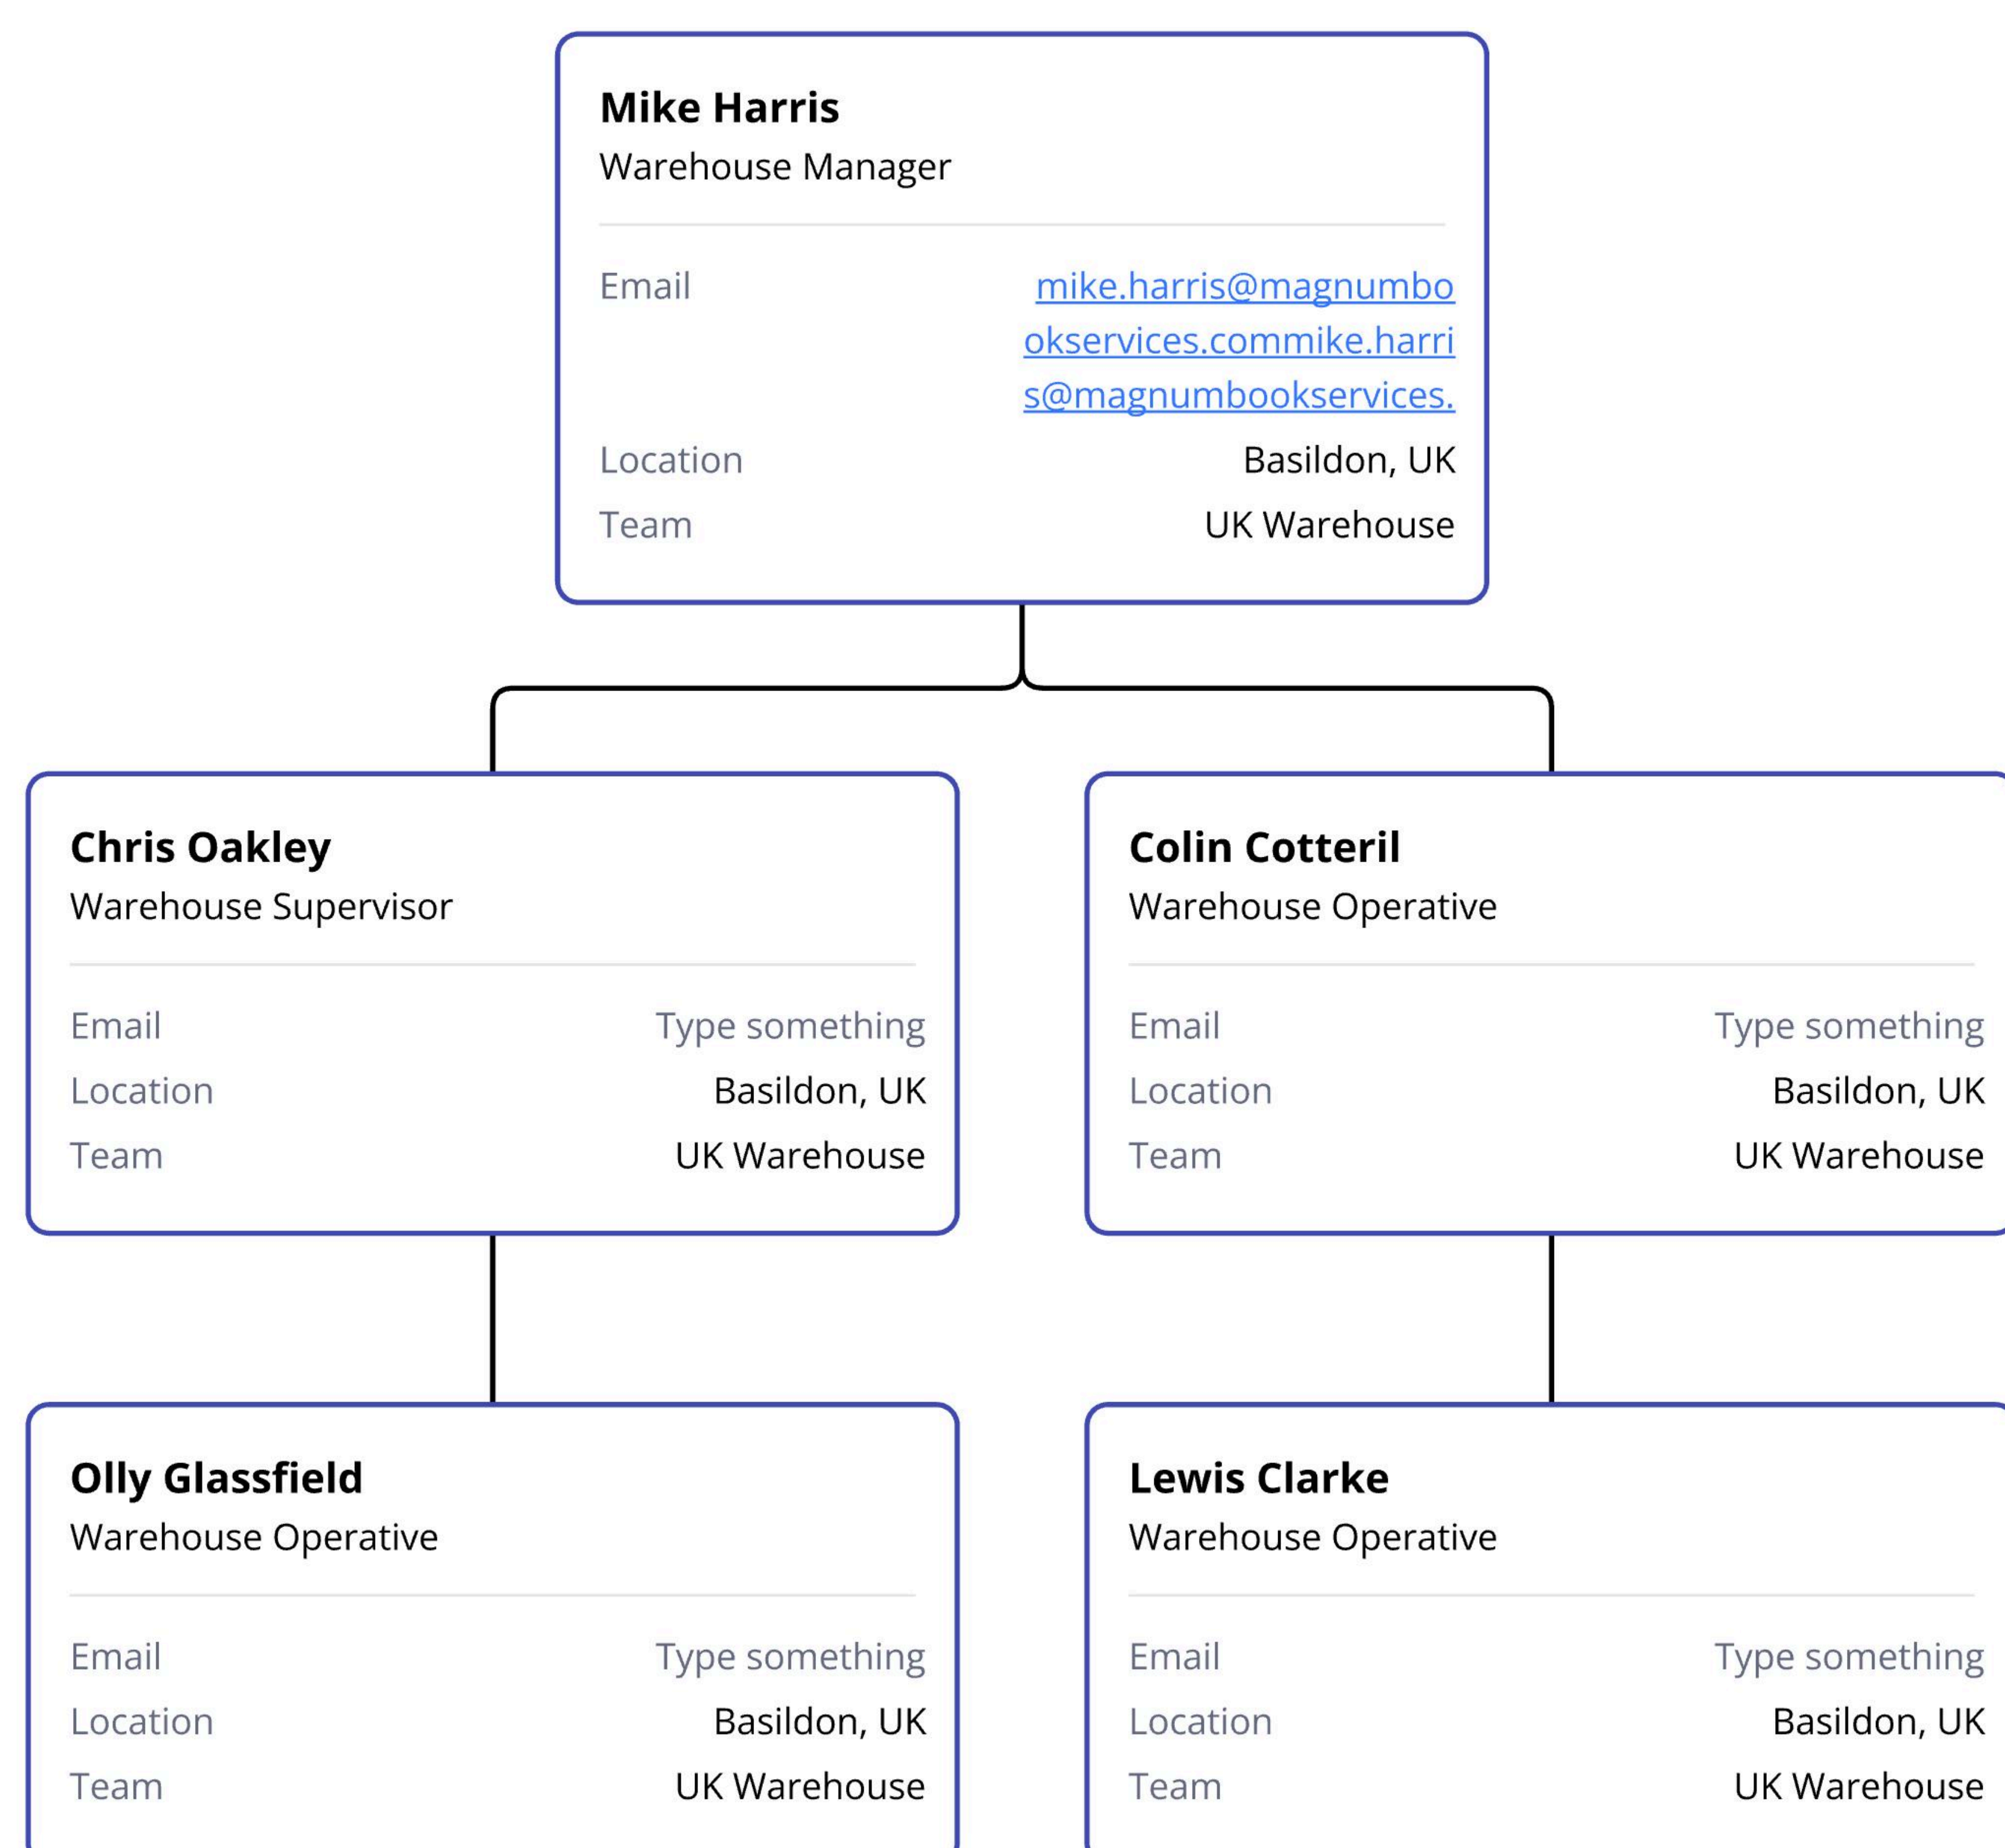 Mike Harris
Warehouse Manager
Email mike.harris@magnumbo
okservices.commike.harri
s@magnumbookservices.
Location Basildon, UK
Team UK Warehouse
Chris Oakley
Warehouse Supervisor
Email Type something
Location Basildon, UK
Team UK Warehouse
Colin Cotteril
Warehouse Operative
Email Type something
Location Basildon, UK
Team UK Warehouse
Olly Glassfield
Warehouse Operative
Email Type something
Location Basildon, UK
Team UK Warehouse
Lewis Clarke
Warehouse Operative
Email Type something
Location Basildon, UK
Team UK Warehouse